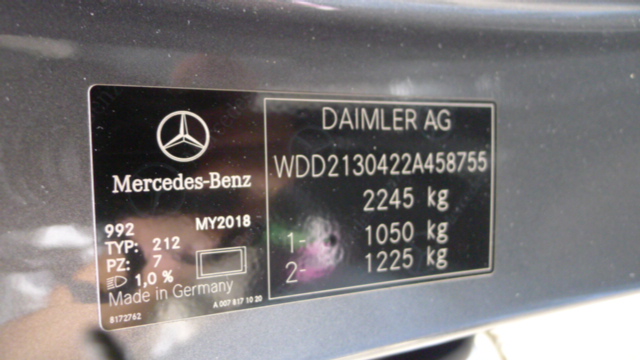 Mercedes-Benz
992 MY2018
TYP: 212
PZ: 7
1,0 %
Made in Germany
8172762 A 007 817 10 20
DAIMLER AG
WDD2130422A458755
2245 kg
1- 1050 kg
2- 1225 kg